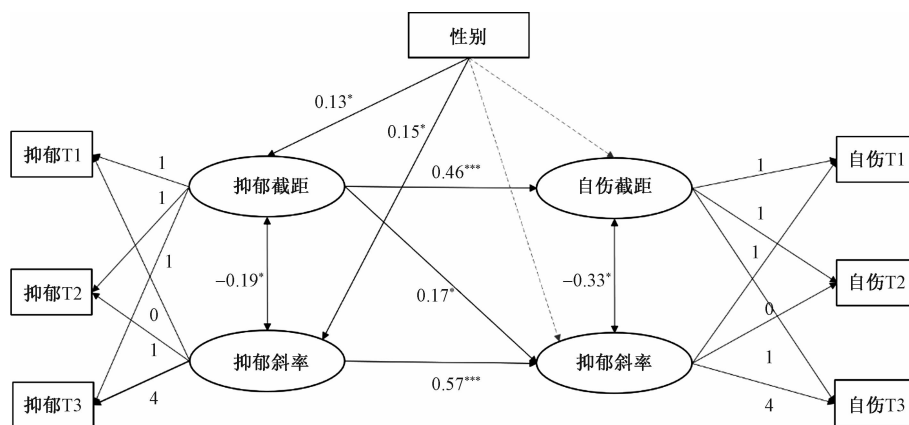 性别
0.13*
0.15*
抑郁T1
1
抑郁截距
0.46***
自伤截距
1
自伤T1
1
1
1
1
−0.19*
0.17*
−0.33*
抑郁T2
0
0
自伤T2
1
抑郁斜率
0.57***
抑郁斜率
1
抑郁T3
4
4
自伤T3